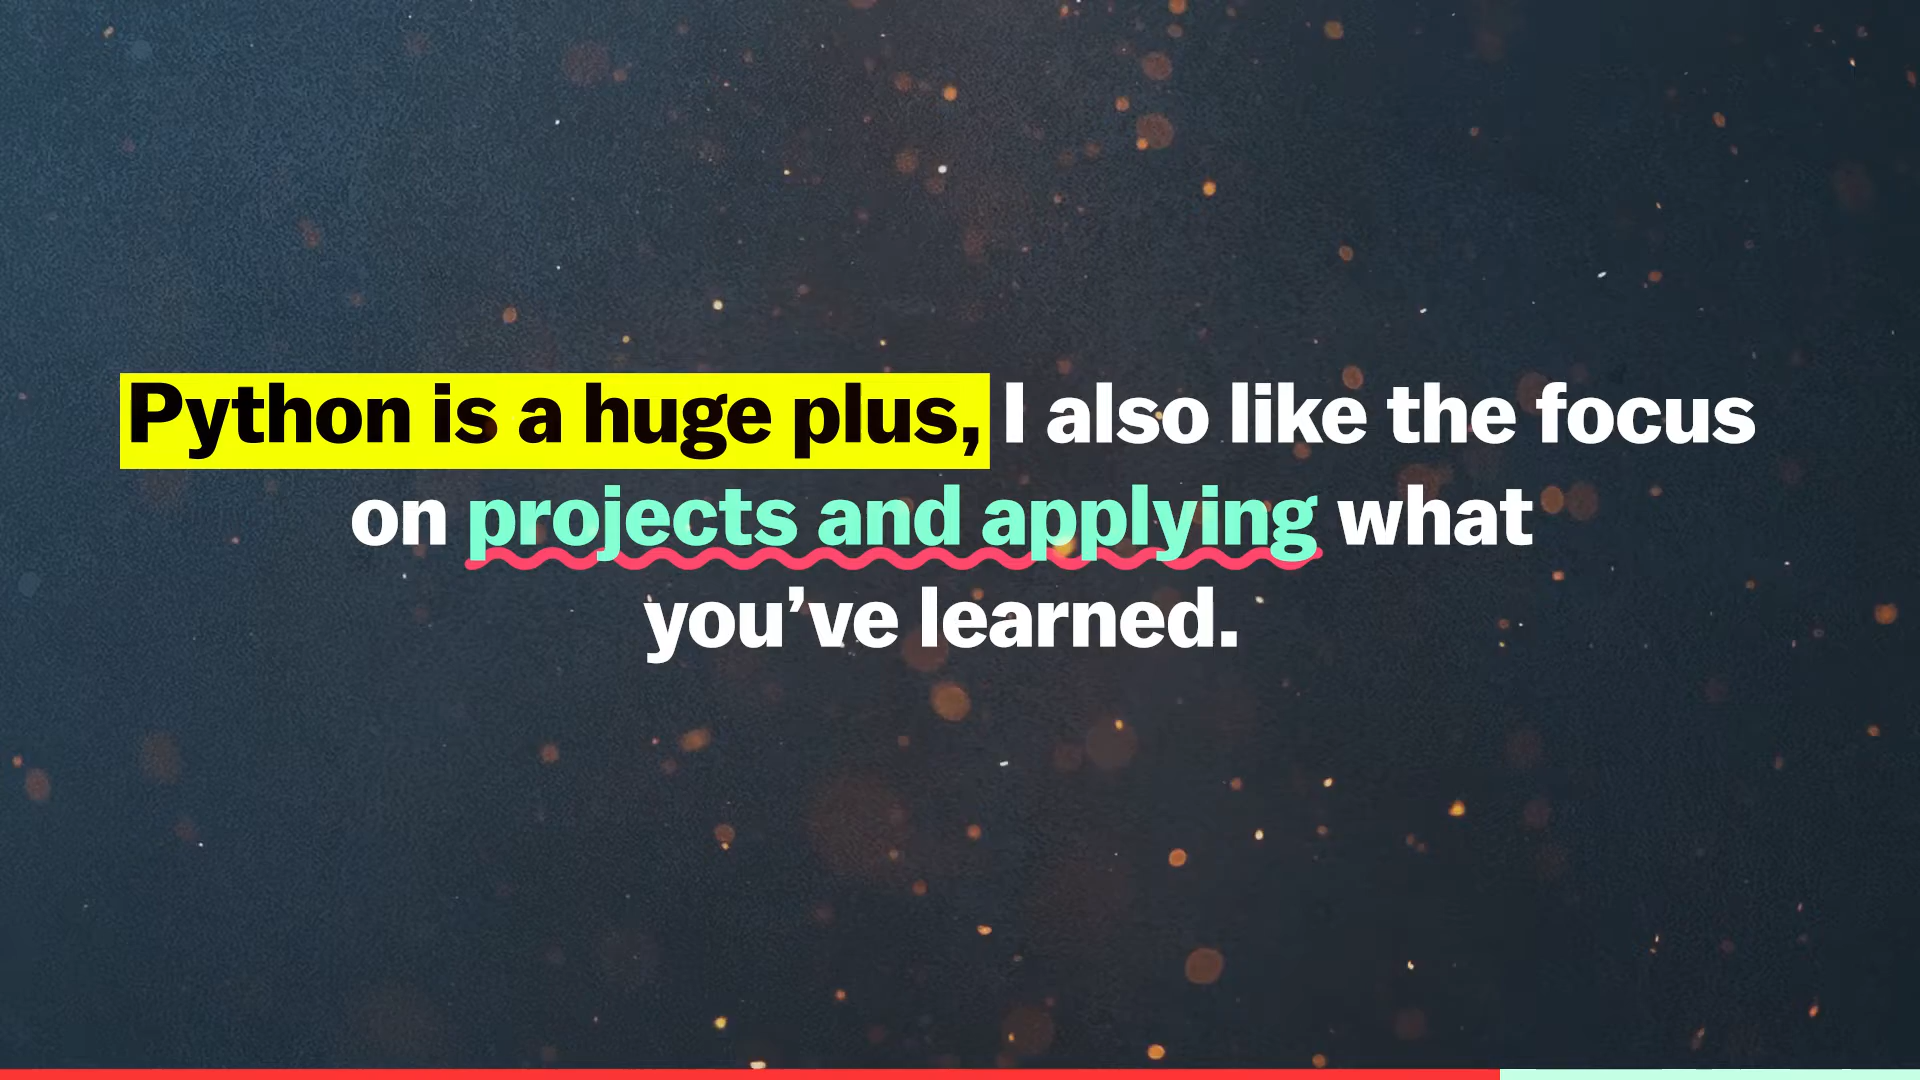 Python is a huge plus, I also like the focus
on projects and applying what
you’ve learned.